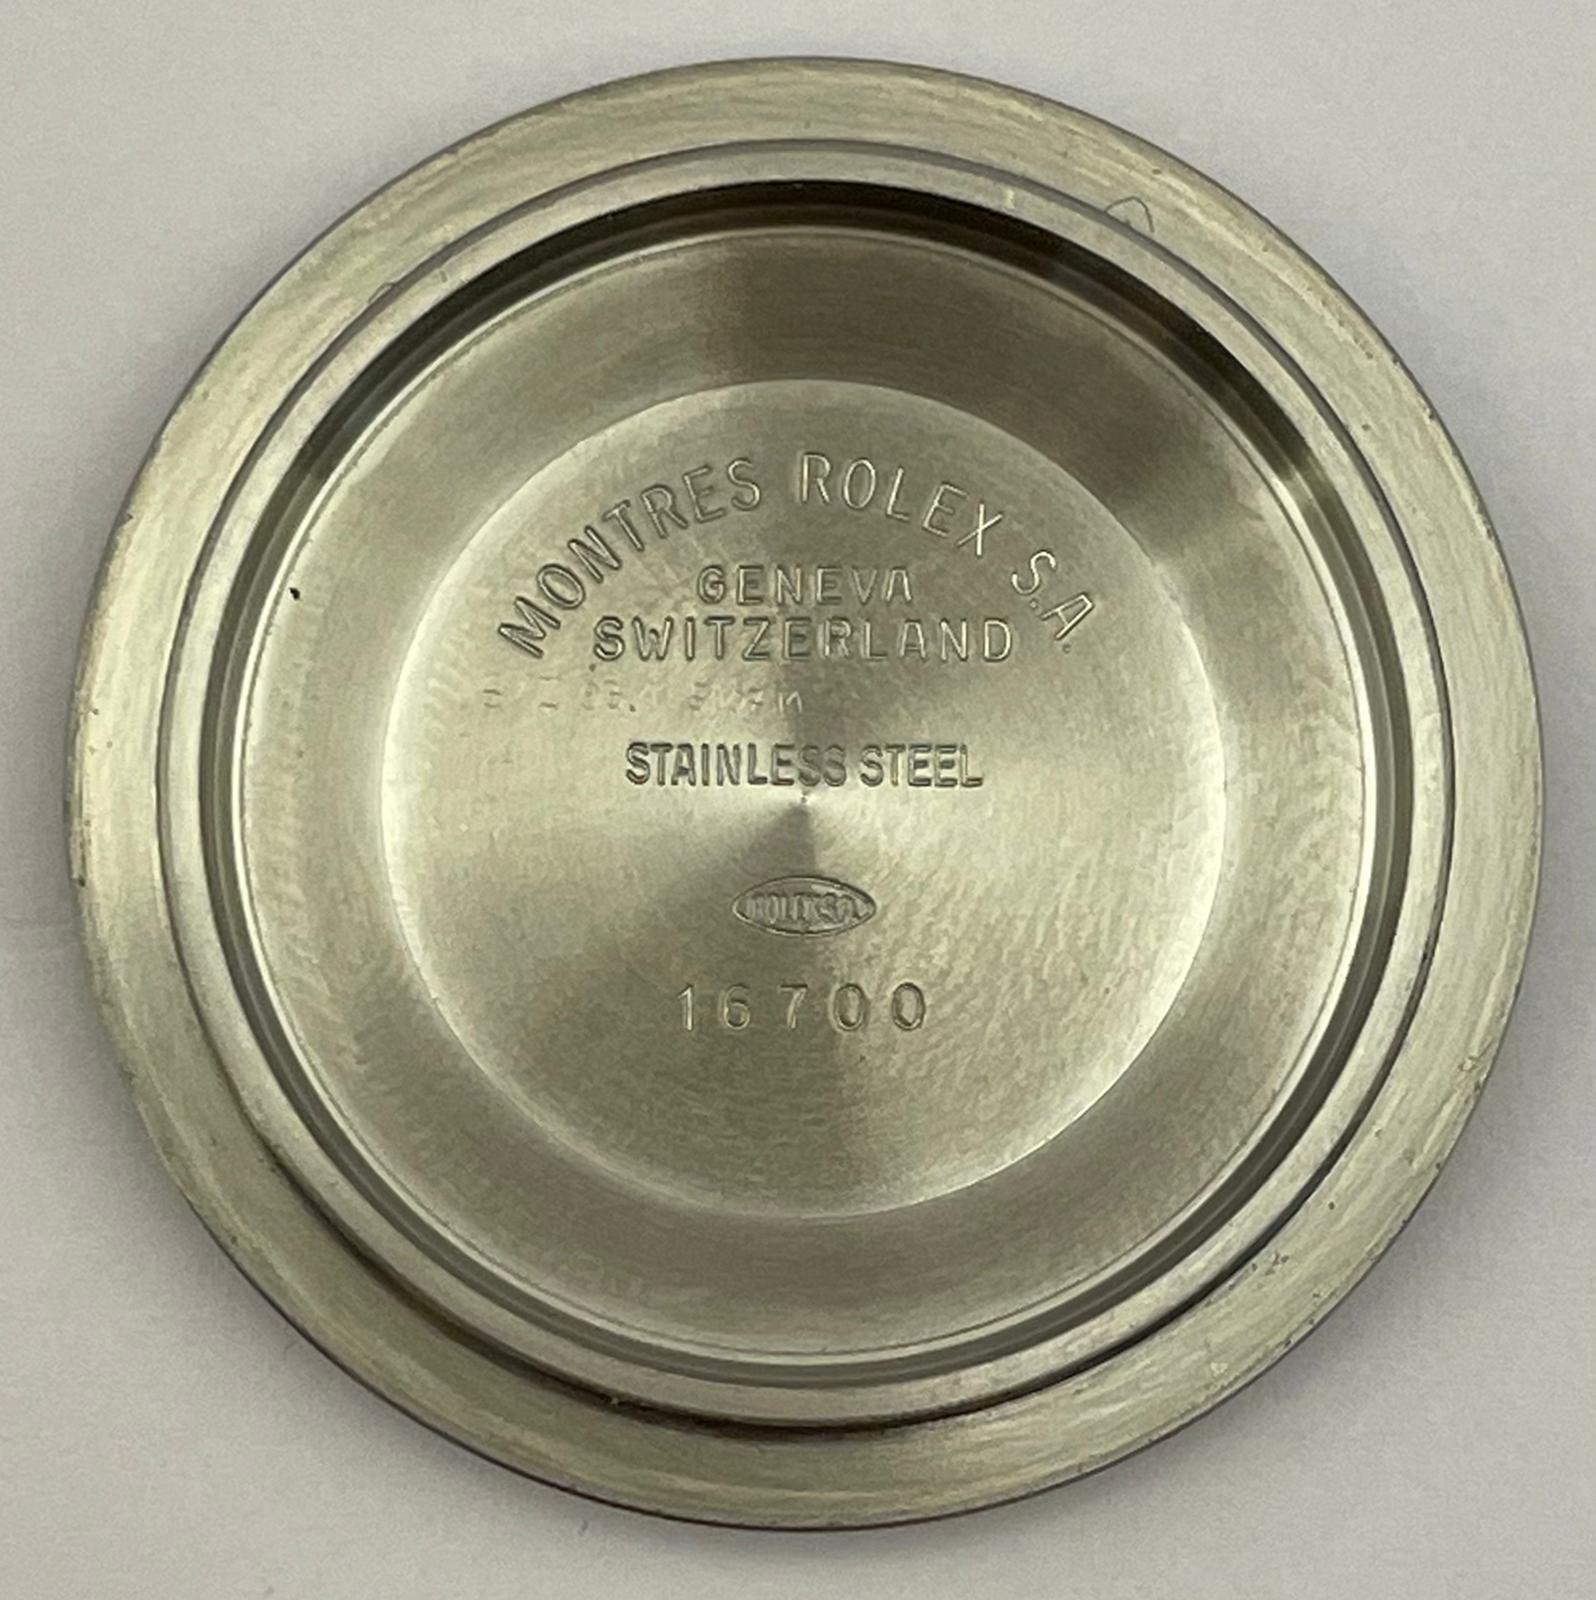 MONTRES ROLEX S.A.
GENEVA
SWITZERLAND
STAINLESS STEEL
16700